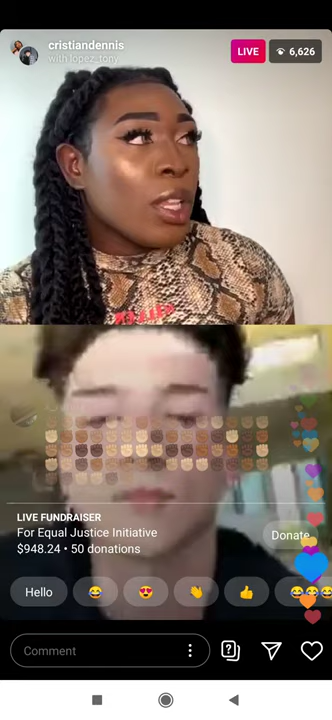 cristiandennis
with lopez_tony
LIVE
6,626
LIVE FUNDRAISER
For Equal Justice Initiative
$948.24 • 50 donations
Donate
Hello
Comment